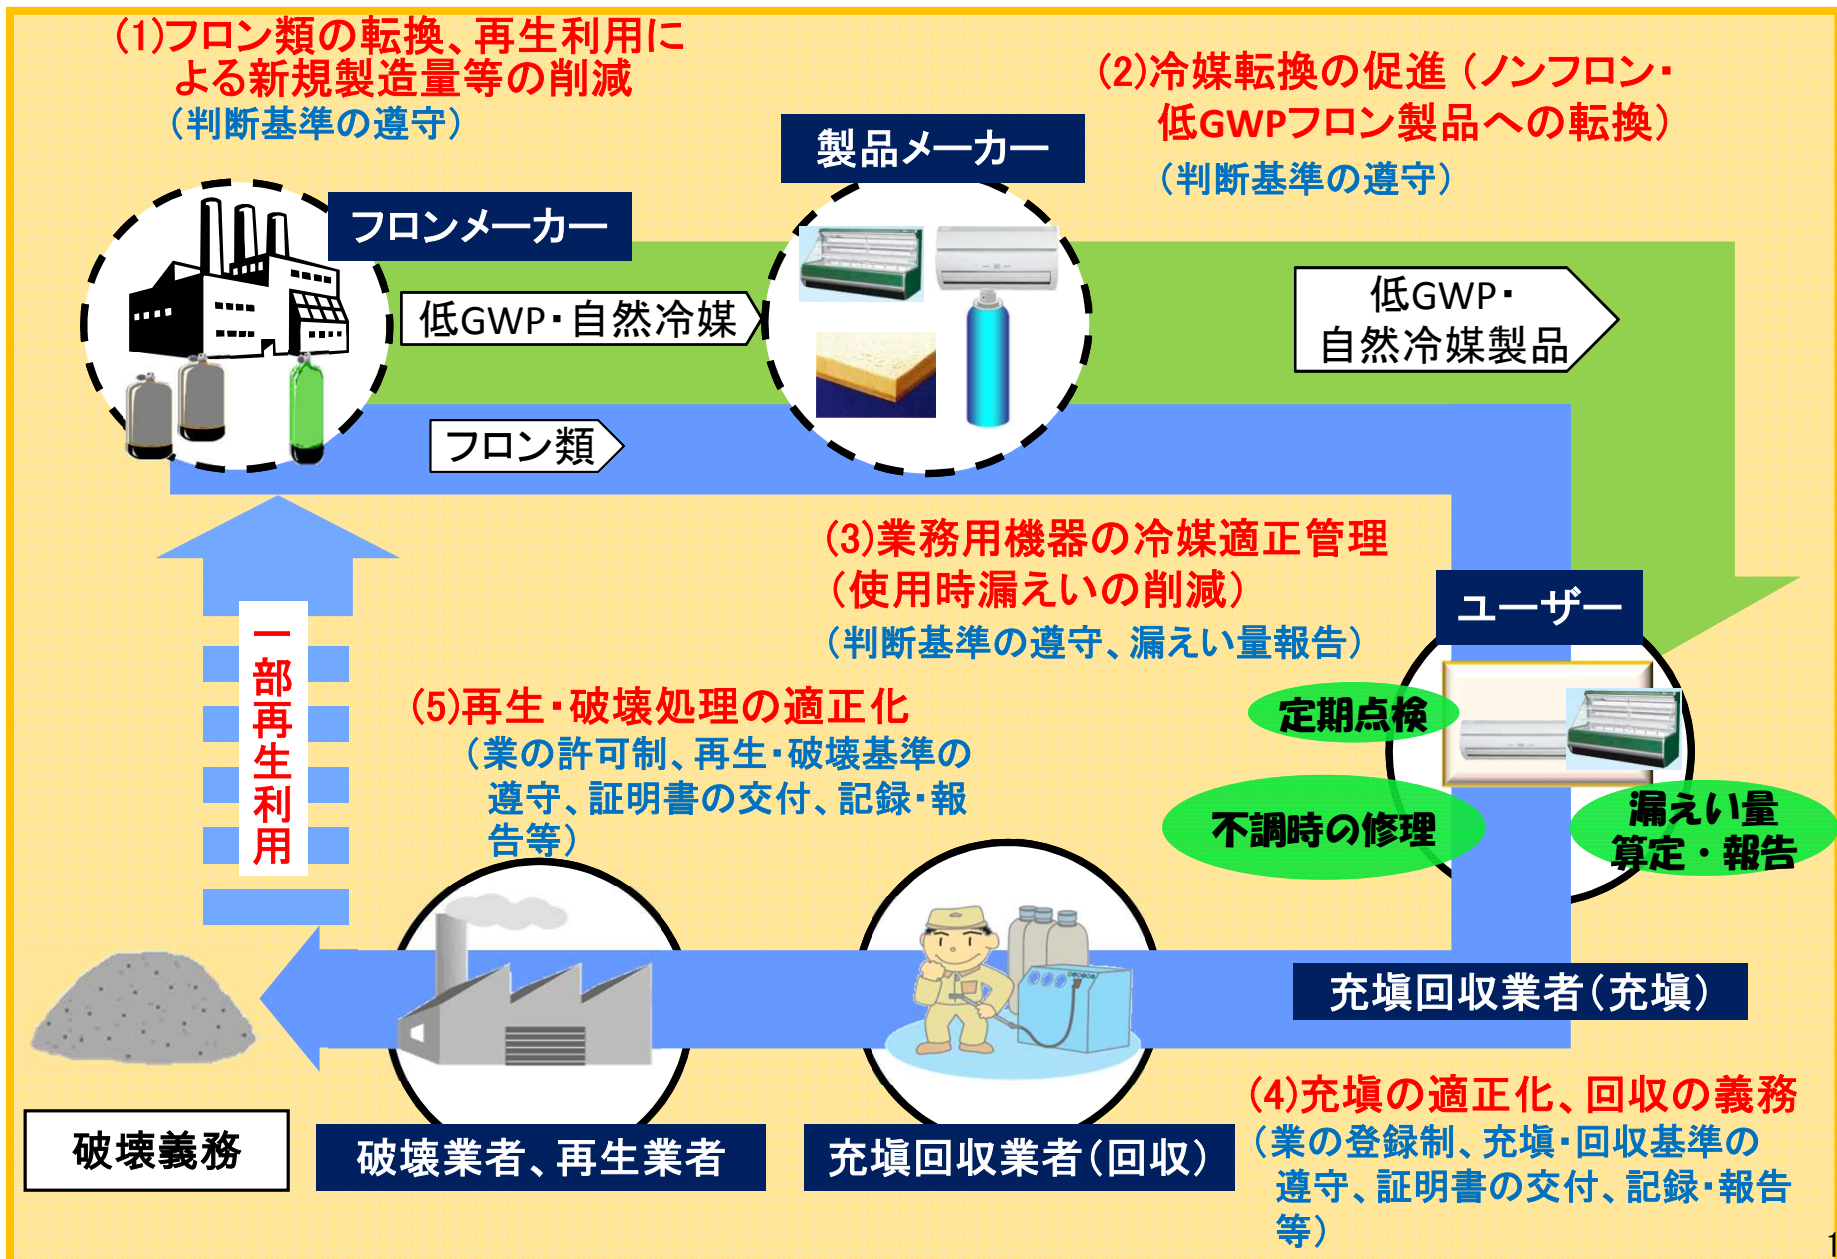 (1)フロン類の転換、再生利用に
よる新規製造量等の削減
(判断基準の遵守)
(2)冷媒転換の促進(ノンフロン・
低GWPフロン製品への転換)
(判断基準の遵守)
製品メーカー
フロンメーカー
低GWP・自然冷媒
低GWP・
自然冷媒製品
フロン類
(3)業務用機器の冷媒適正管理
(使用時漏えいの削減)
(判断基準の遵守、漏えい量報告)
ユーザー
定期点検
不調時の修理
漏えい量
算定・報告
一部再生利用
(5)再生・破壊処理の適正化
(業の許可制、再生・破壊基準の
遵守、証明書の交付、記録・報
告等)
充塡回収業者(充塡)
(4)充塡の適正化、回収の義務
(業の登録制、充塡・回収基準の
遵守、証明書の交付、記録・報告
等)
破壊義務
破壊業者、再生業者
充塡回収業者(回収)
1